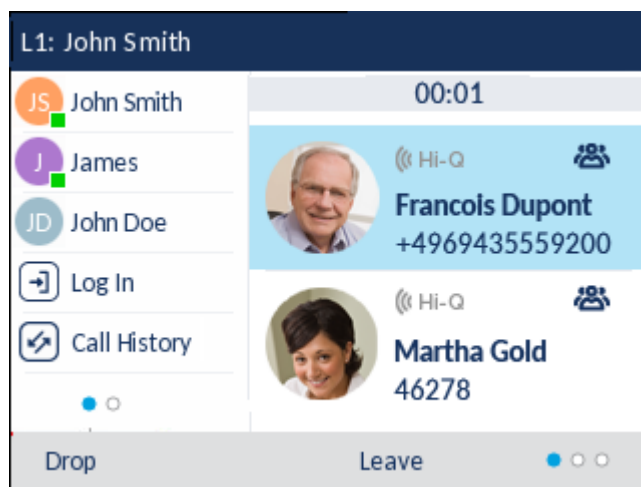 L1: John Smith
JS John Smith
J James
JD John Doe
Log In
Call History
00:01
Hi-Q
Francois Dupont
+4969435559200
Hi-Q
Martha Gold
46278
Drop
Leave